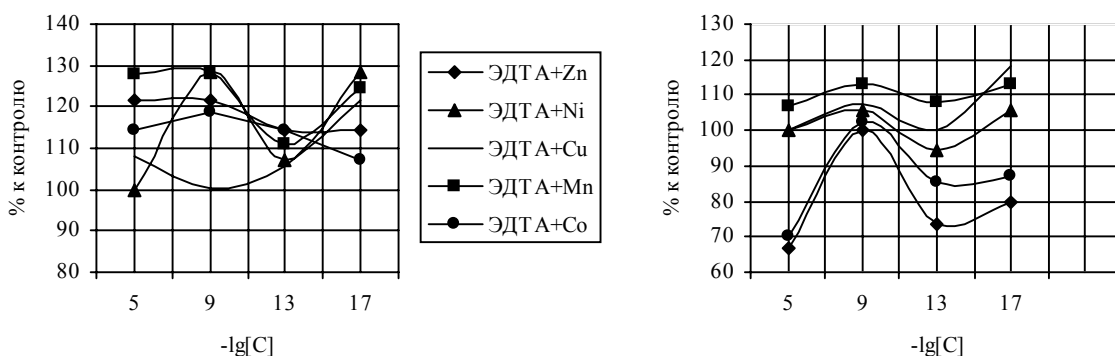 % к контролю
140
130
120
110
100
90
80
5 9 13 17
-lg[C]
ЭДТА+Zn
ЭДТА+Ni
ЭДТА+Cu
ЭДТА+Mn
ЭДТА+Co
% к контролю
130
120
110
100
90
80
70
60
5 9 13 17
-lg[C]